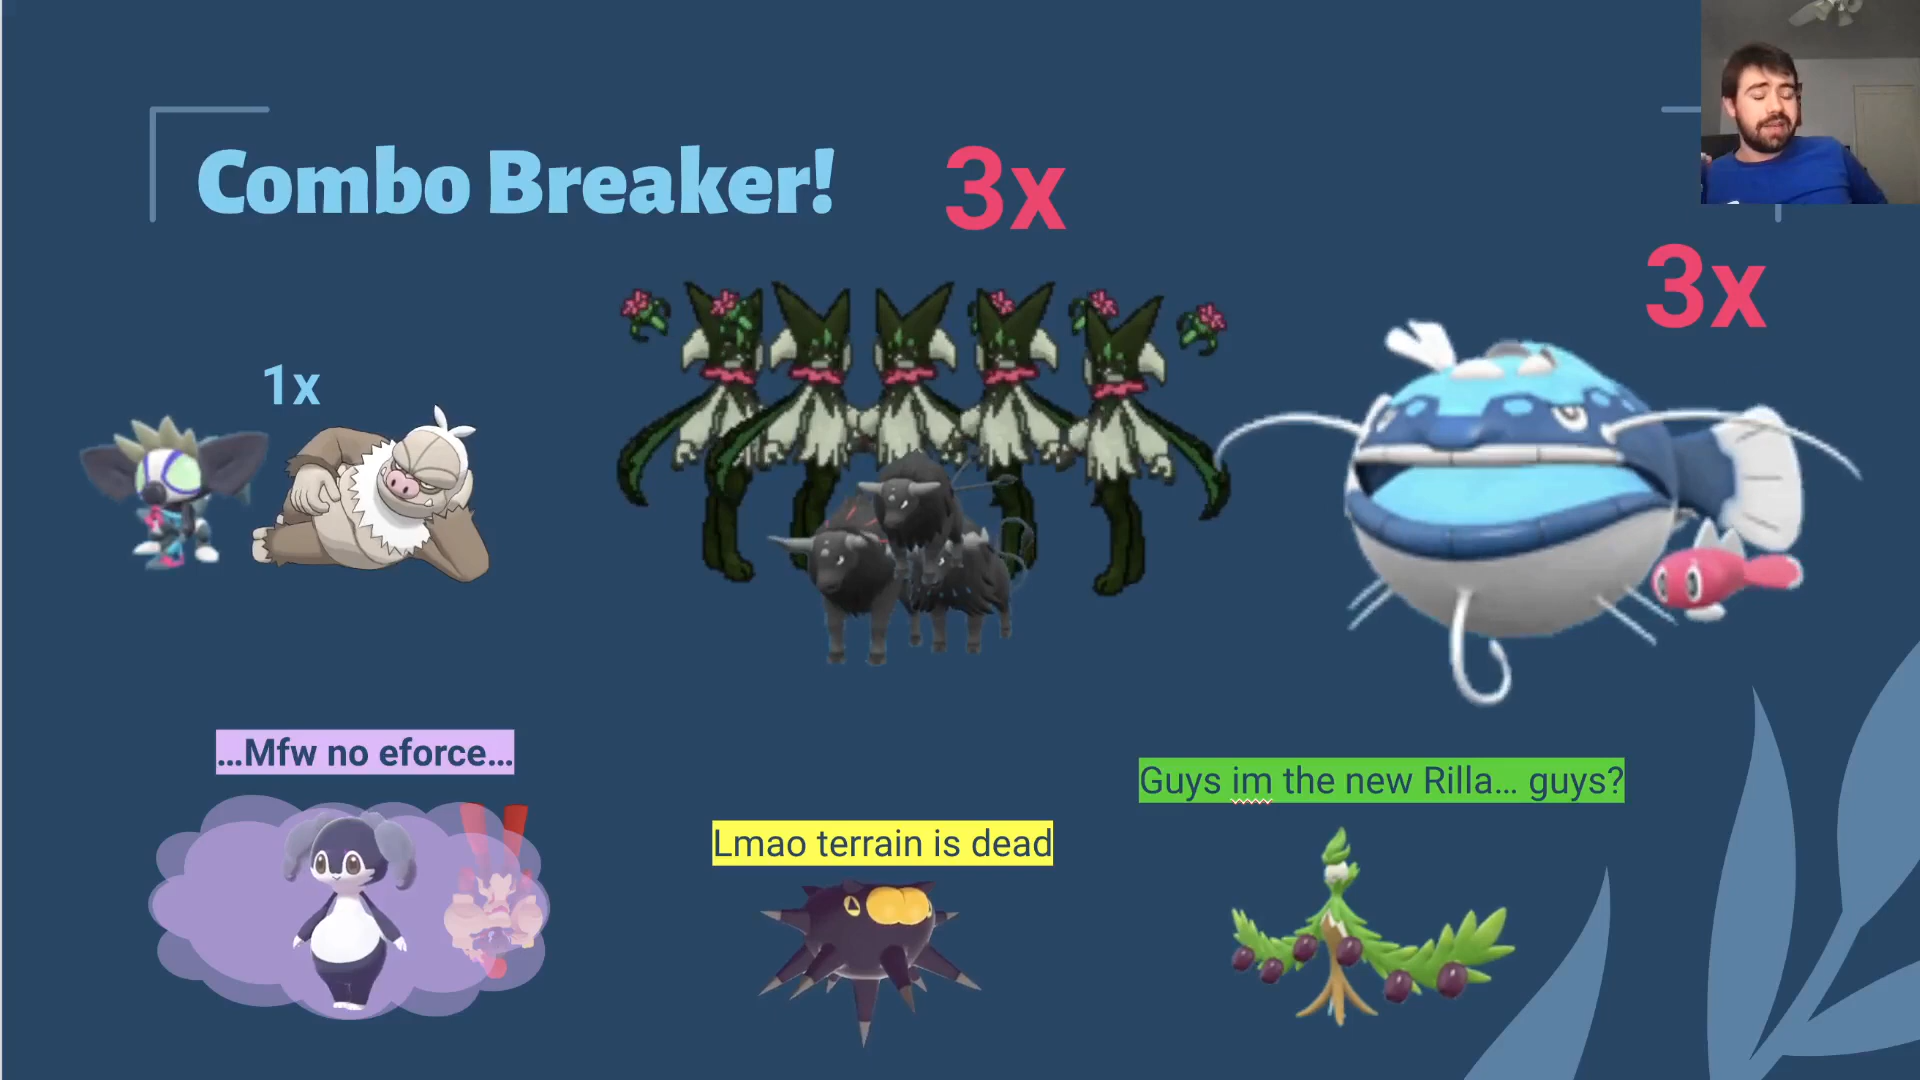 Combo Breaker!
3x
3x
1x
...Mfw no eforce...
Guys im the new Rilla... guys?
Lmao terrain is dead